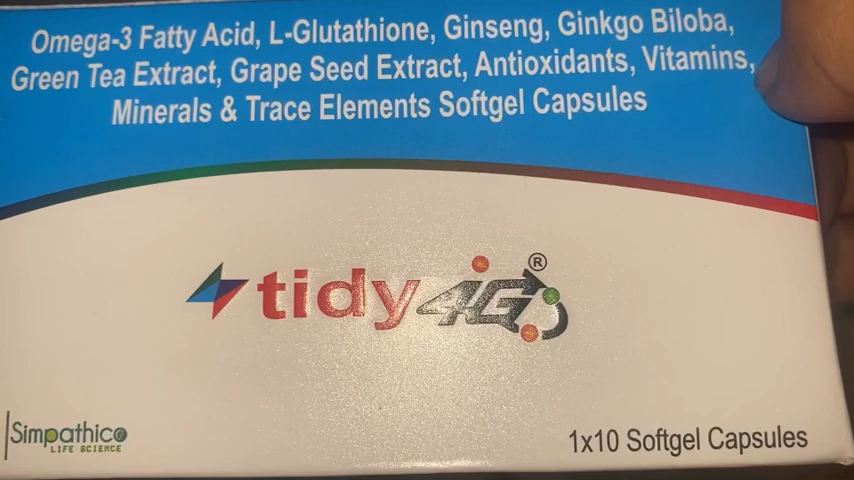 Omega-3 Fatty Acid, L-Glutathione, Ginseng, Ginkgo Biloba,
Green Tea Extract, Grape Seed Extract, Antioxidants, Vitamins,
Minerals & Trace Elements Softgel Capsules
tidy 4G ®
Simpathico
LIFE SCIENCE
1x10 Softgel Capsules